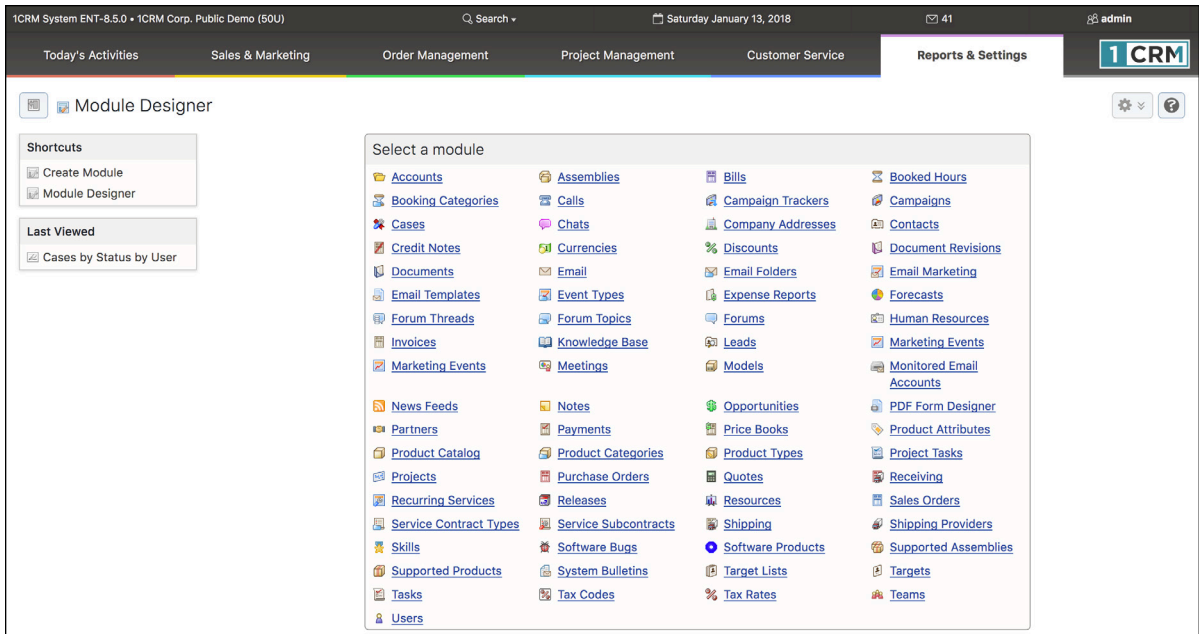 1CRM System ENT-8.5.0 • 1CRM Corp. Public Demo (50U) Search Saturday January 13, 2018 41 admin
Today's Activities Sales & Marketing Order Management Project Management Customer Service Reports & Settings 1 CRM
Module Designer
Shortcuts
Create Module
Module Designer
Last Viewed
Cases by Status by User
Select a module
Accounts Assemblies Bills Booked Hours
Booking Categories Calls Campaign Trackers Campaigns
Cases Chats Company Addresses Contacts
Credit Notes Currencies Discounts Document Revisions
Documents Email Email Folders Email Marketing
Email Templates Event Types Expense Reports Forecasts
Forum Threads Forum Topics Forums Human Resources
Invoices Knowledge Base Leads Marketing Events
Marketing Events Meetings Models Monitored Email
Accounts
News Feeds Notes Opportunities PDF Form Designer
Partners Payments Price Books Product Attributes
Product Catalog Product Categories Product Types Project Tasks
Projects Purchase Orders Quotes Receiving
Recurring Services Releases Resources Sales Orders
Service Contract Types Service Subcontracts Shipping Shipping Providers
Skills Software Bugs Software Products Supported Assemblies
Supported Products System Bulletins Target Lists Targets
Tasks Tax Codes Tax Rates Teams
Users